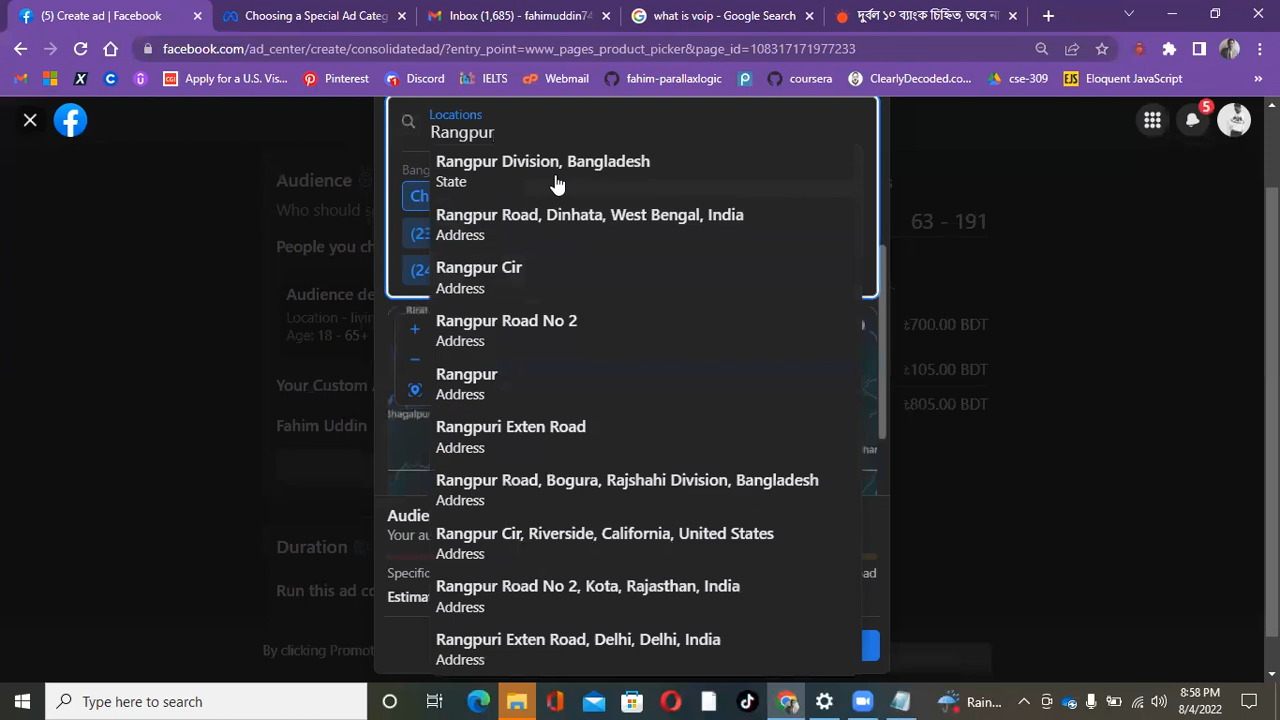 (5) Create ad | Facebook
Choosing a Special Ad Categ
Inbox (1,685) - fahimuddin74
what is voip - Google Search
দুর্বল ১০ ব্যাংক চিহ্নিত, তবে না
facebook.com/ad_center/create/consolidatedad/?entry_point=www_pages_product_picker&page_id=108317171977233
Apply for a U.S. Vis...
Pinterest
Discord
IELTS
Webmail
fahim-parallaxlogic
coursera
ClearlyDecoded.co...
cse-309
Eloquent JavaScript
»
5
Locations
Rangpur
Audience
Who should
People you ch
Audience de
Location - livin
Age: 18 - 65+
Your Custom
Fahim Uddin
Duration
Run this ad co
By clicking Promot
Bang
Ch
(23
(24
+
−
Bhagalpur
Audie
Your au
Specific
Estima
Rangpur Division, Bangladesh
State
Rangpur Road, Dinhata, West Bengal, India
Address
Rangpur Cir
Address
Rangpur Road No 2
Address
Rangpur
Address
Rangpuri Exten Road
Address
Rangpur Road, Bogura, Rajshahi Division, Bangladesh
Address
Rangpur Cir, Riverside, California, United States
Address
Rangpur Road No 2, Kota, Rajasthan, India
Address
Rangpuri Exten Road, Delhi, Delhi, India
Address
har
ad
63 - 191
৳700.00 BDT
৳105.00 BDT
৳805.00 BDT
Type here to search
Rain...
8:58 PM
8/4/2022